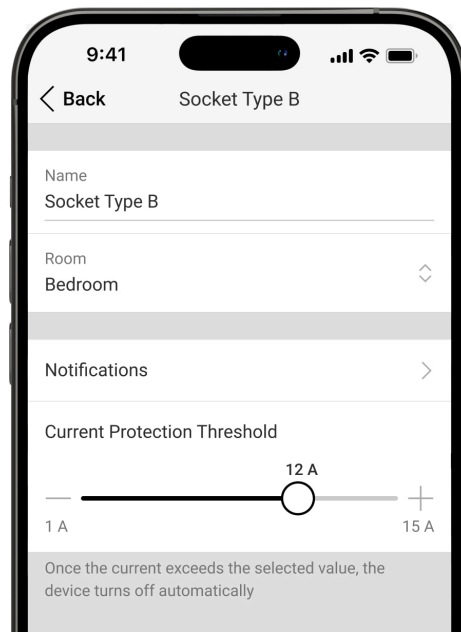 9:41
Back
Socket Type B
Name
Socket Type B
Room
Bedroom
Notifications
Current Protection Threshold
12 A
1 A
15 A
Once the current exceeds the selected value, the
device turns off automatically